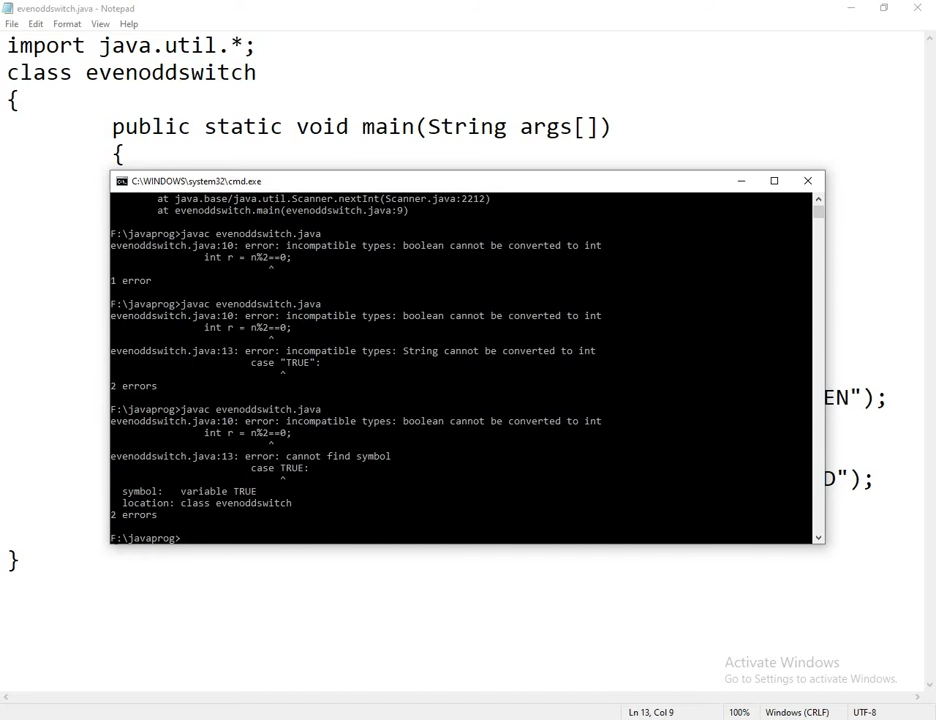 evenoddswitch.java - Notepad
File Edit Format View Help
import java.util.*;
class evenoddswitch
{
public static void main(String args[])
{
C:\WINDOWS\system32\cmd.exe
at java.base/java.util.Scanner.nextInt(Scanner.java:2212)
at evenoddswitch.main(evenoddswitch.java:9)
F:\javaprog>javac evenoddswitch.java
evenoddswitch.java:10: error: incompatible types: boolean cannot be converted to int
int r = n%2==0;
^
1 error
F:\javaprog>javac evenoddswitch.java
evenoddswitch.java:10: error: incompatible types: boolean cannot be converted to int
int r = n%2==0;
^
evenoddswitch.java:13: error: incompatible types: String cannot be converted to int
case "TRUE":
^
2 errors
F:\javaprog>javac evenoddswitch.java
evenoddswitch.java:10: error: incompatible types: boolean cannot be converted to int
int r = n%2==0;
^
evenoddswitch.java:13: error: cannot find symbol
case TRUE:
^
symbol:   variable TRUE
location: class evenoddswitch
2 errors
F:\javaprog>
EN");
D");
}
Activate Windows
Go to Settings to activate Windows.
Ln 13, Col 9 100% Windows (CRLF) UTF-8